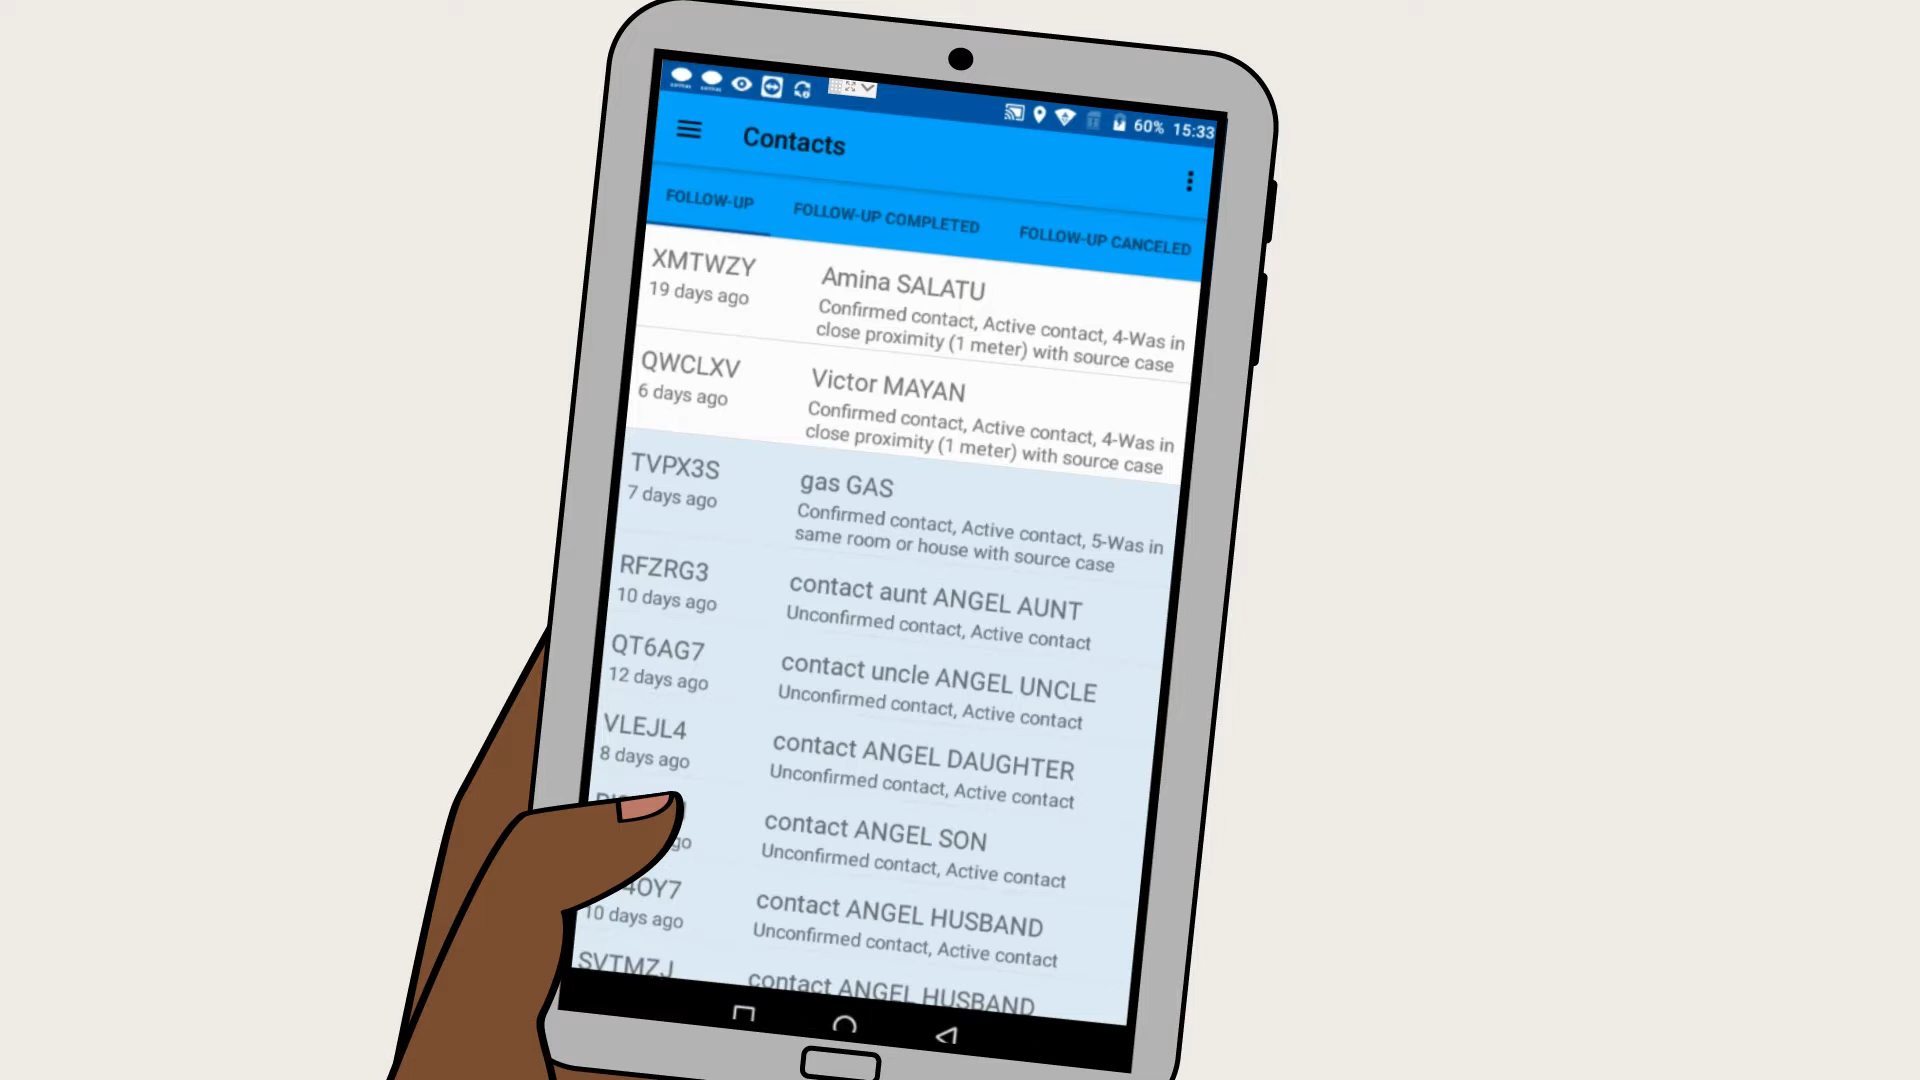 60% 15:33
Contacts
FOLLOW-UP FOLLOW-UP COMPLETED FOLLOW-UP CANCELED
XMTWZY
19 days ago
Amina SALATU
Confirmed contact, Active contact, 4-Was in
close proximity (1 meter) with source case
QWCLXV
6 days ago
Victor MAYAN
Confirmed contact, Active contact, 4-Was in
close proximity (1 meter) with source case
TVPX3S
7 days ago
gas GAS
Confirmed contact, Active contact, 5-Was in
same room or house with source case
RFZRG3
10 days ago
contact aunt ANGEL AUNT
Unconfirmed contact, Active contact
QT6AG7
12 days ago
contact uncle ANGEL UNCLE
Unconfirmed contact, Active contact
VLEJL4
8 days ago
contact ANGEL DAUGHTER
Unconfirmed contact, Active contact
contact ANGEL SON
Unconfirmed contact, Active contact
10 days ago
contact ANGEL HUSBAND
Unconfirmed contact, Active contact
SVTMZJ
contact ANGEL HUSBAND